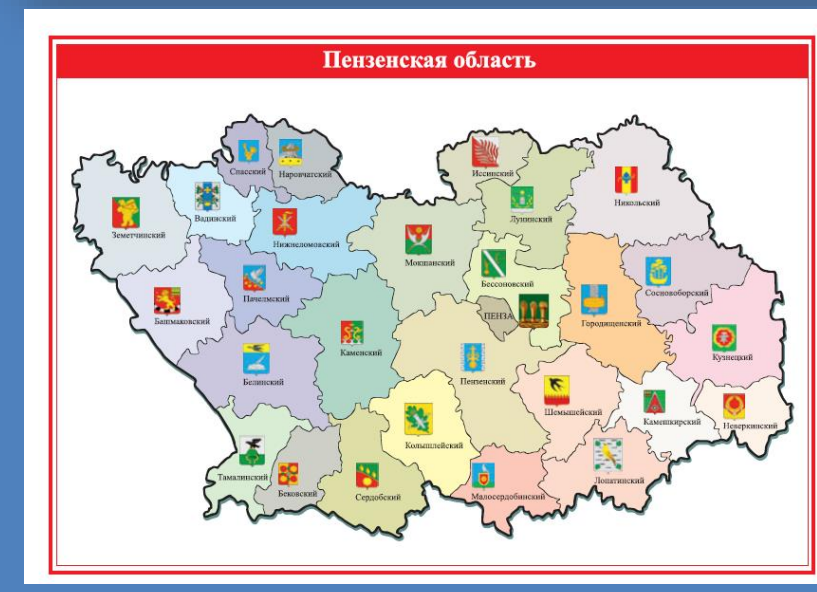 Пензенская область
Спасский
Наровчатский
Иссинский
Вадинский
Лунинский
Никольский
Земетчинский
Нижнеломовский
Мокшанский
Бессоновский
Сосновоборский
Пачелмский
Башмаковский
ПЕНЗА
Городищенский
Каменский
Кузнецкий
Белинский
Пензенский
Шемышейский
Камешкирский
Неверкинский
Колышлейский
Тамалинский
Бековский
Сердобский
Малосердобинский
Лопатинский